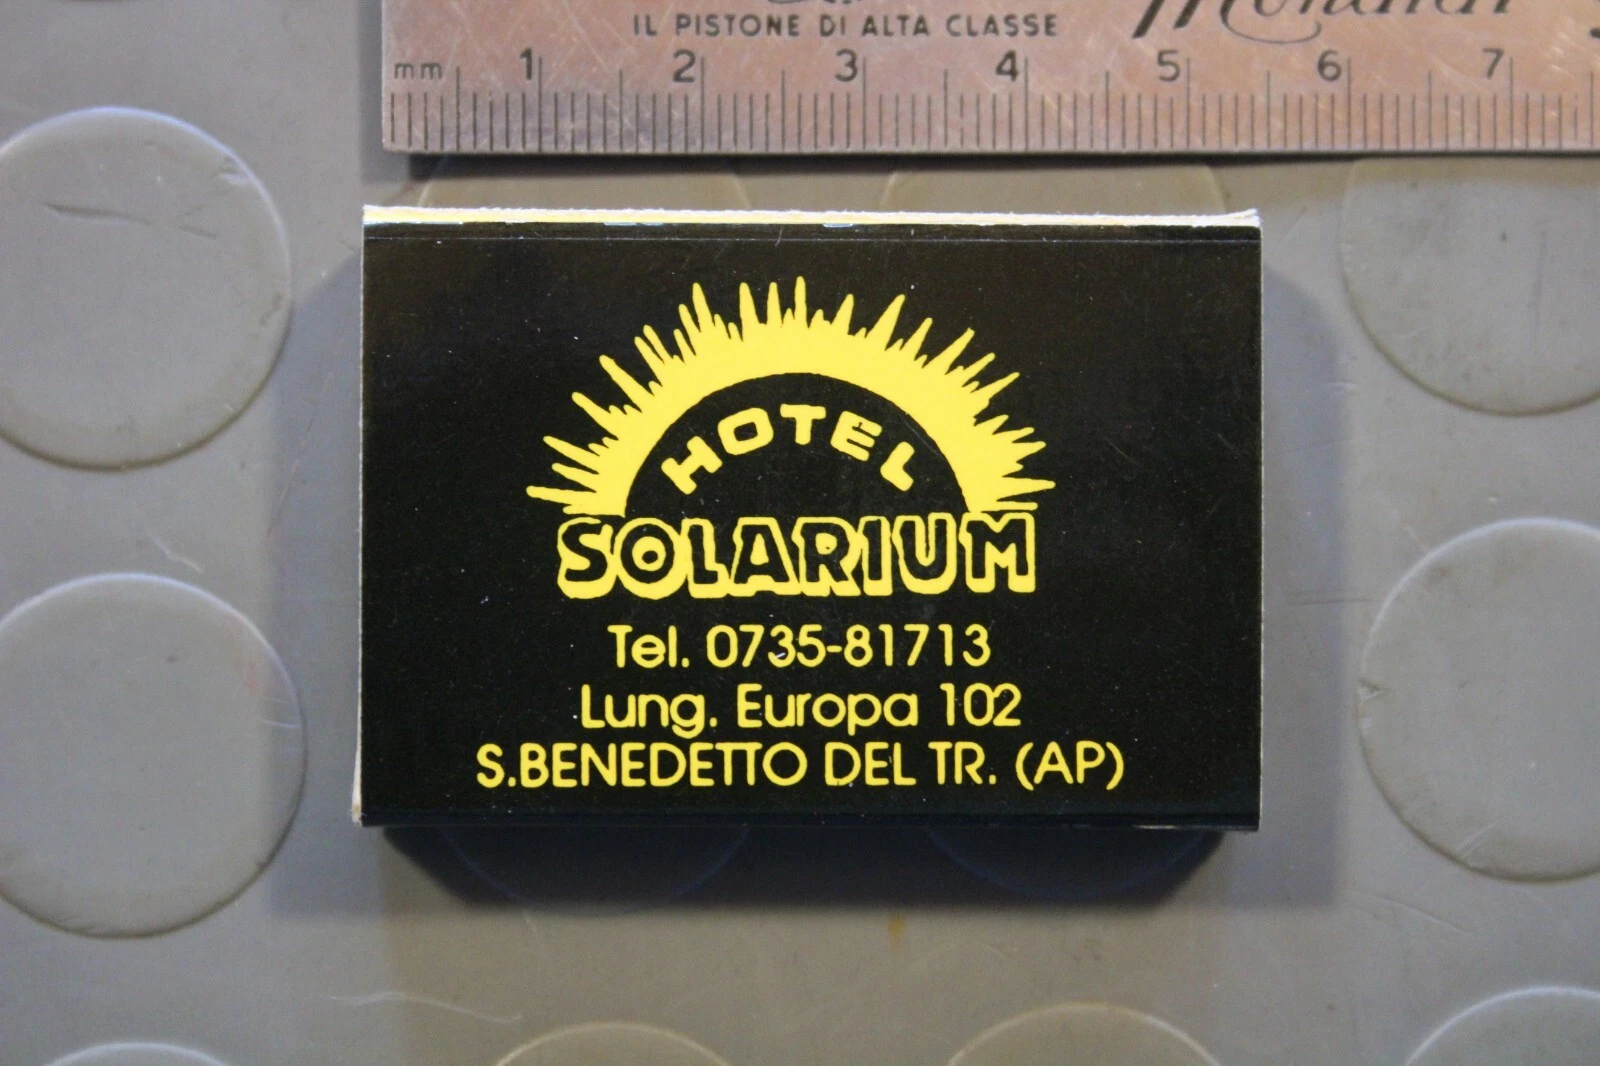 IL PISTONE DI ALTA CLASSE
mm 1 2 3 4 5 6 7
HOTEL
SOLARIUM
Tel. 0735-81713
Lung. Europa 102
S.BENEDETTO DEL TR. (AP)